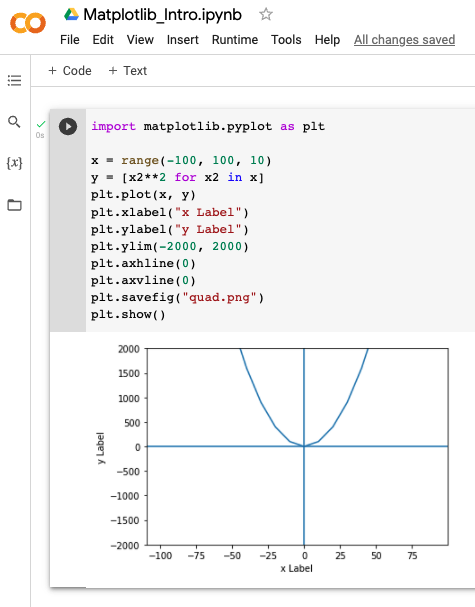 Matplotlib_Intro.ipynb
File Edit View Insert Runtime Tools Help All changes saved
+ Code + Text
0s
{x}
import matplotlib.pyplot as plt
x = range(-100, 100, 10)
y = [x2**2 for x2 in x]
plt.plot(x, y)
plt.xlabel("x Label")
plt.ylabel("y Label")
plt.ylim(-2000, 2000)
plt.axhline(0)
plt.axvline(0)
plt.savefig("quad.png")
plt.show()
2000
1500
1000
500
0
−500
−1000
−1500
−2000
y Label
−100 −75 −50 −25 0 25 50 75
x Label